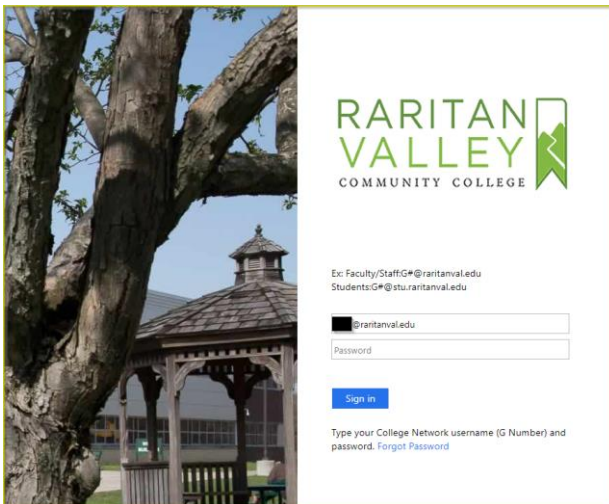 RARITAN
VALLEY
COMMUNITY COLLEGE
Ex: Faculty/Staff:G#@raritanval.edu
Students:G#@stu.raritanval.edu
@raritanval.edu
Password
Sign in
Type your College Network username (G Number) and
password. Forgot Password